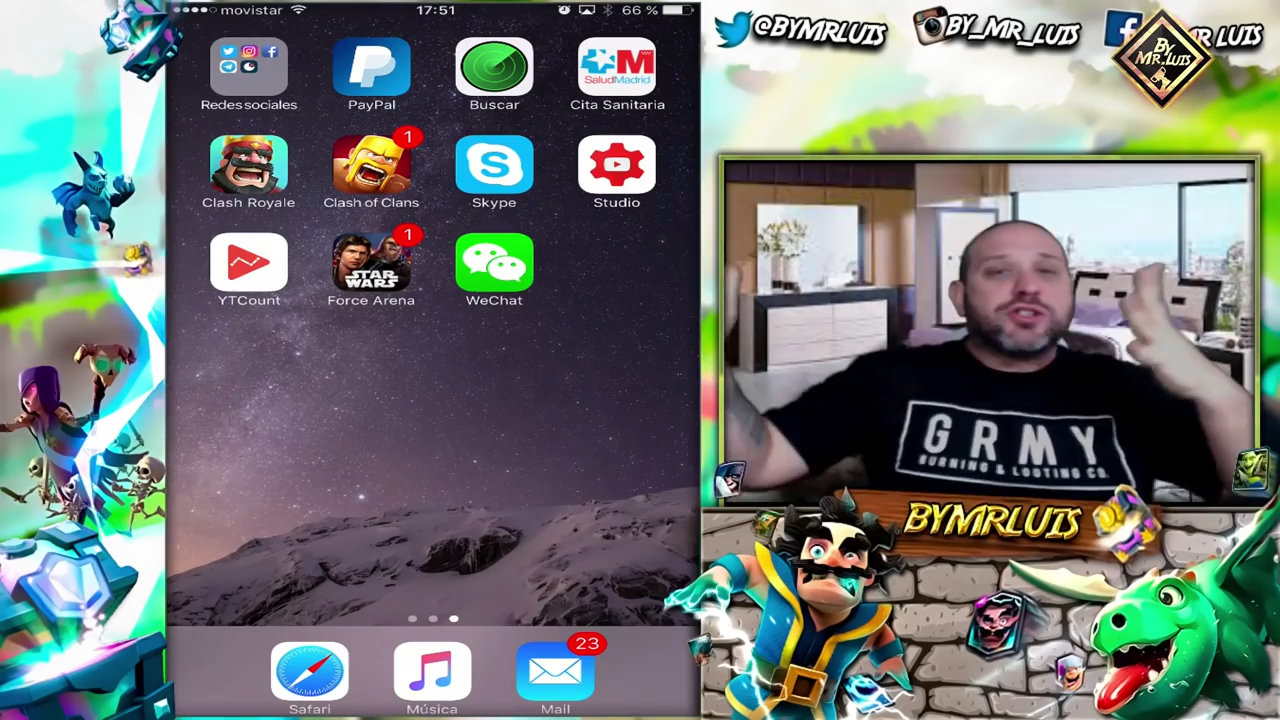 movistar 17:51 66 %
@BYMRLUIS BY_MR_LUIS MR LUIS
By
Mr.Luis
SaludMadrid
Redes sociales PayPal Buscar Cita Sanitaria
1
Clash Royale Clash of Clans Skype Studio
1
STAR
WARS
YTCount Force Arena WeChat
GRMY
BURNING & LOOTING CO.
BYMRLUIS
23
Safari Música Mail